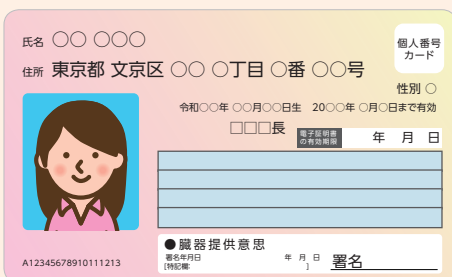 氏名 〇〇 〇〇〇
個人番号
カード
住所 東京都 文京区 〇〇 〇丁目 〇番 〇〇号
性別 〇
令和〇〇年 〇〇月〇〇日生 20〇〇年 〇月〇日まで有効
□□□長
電子証明書
の有効期限
年 月 日
●臓器提供意思
署名年月日 年 月 日
[特記欄: ]
署名
A12345678910111213